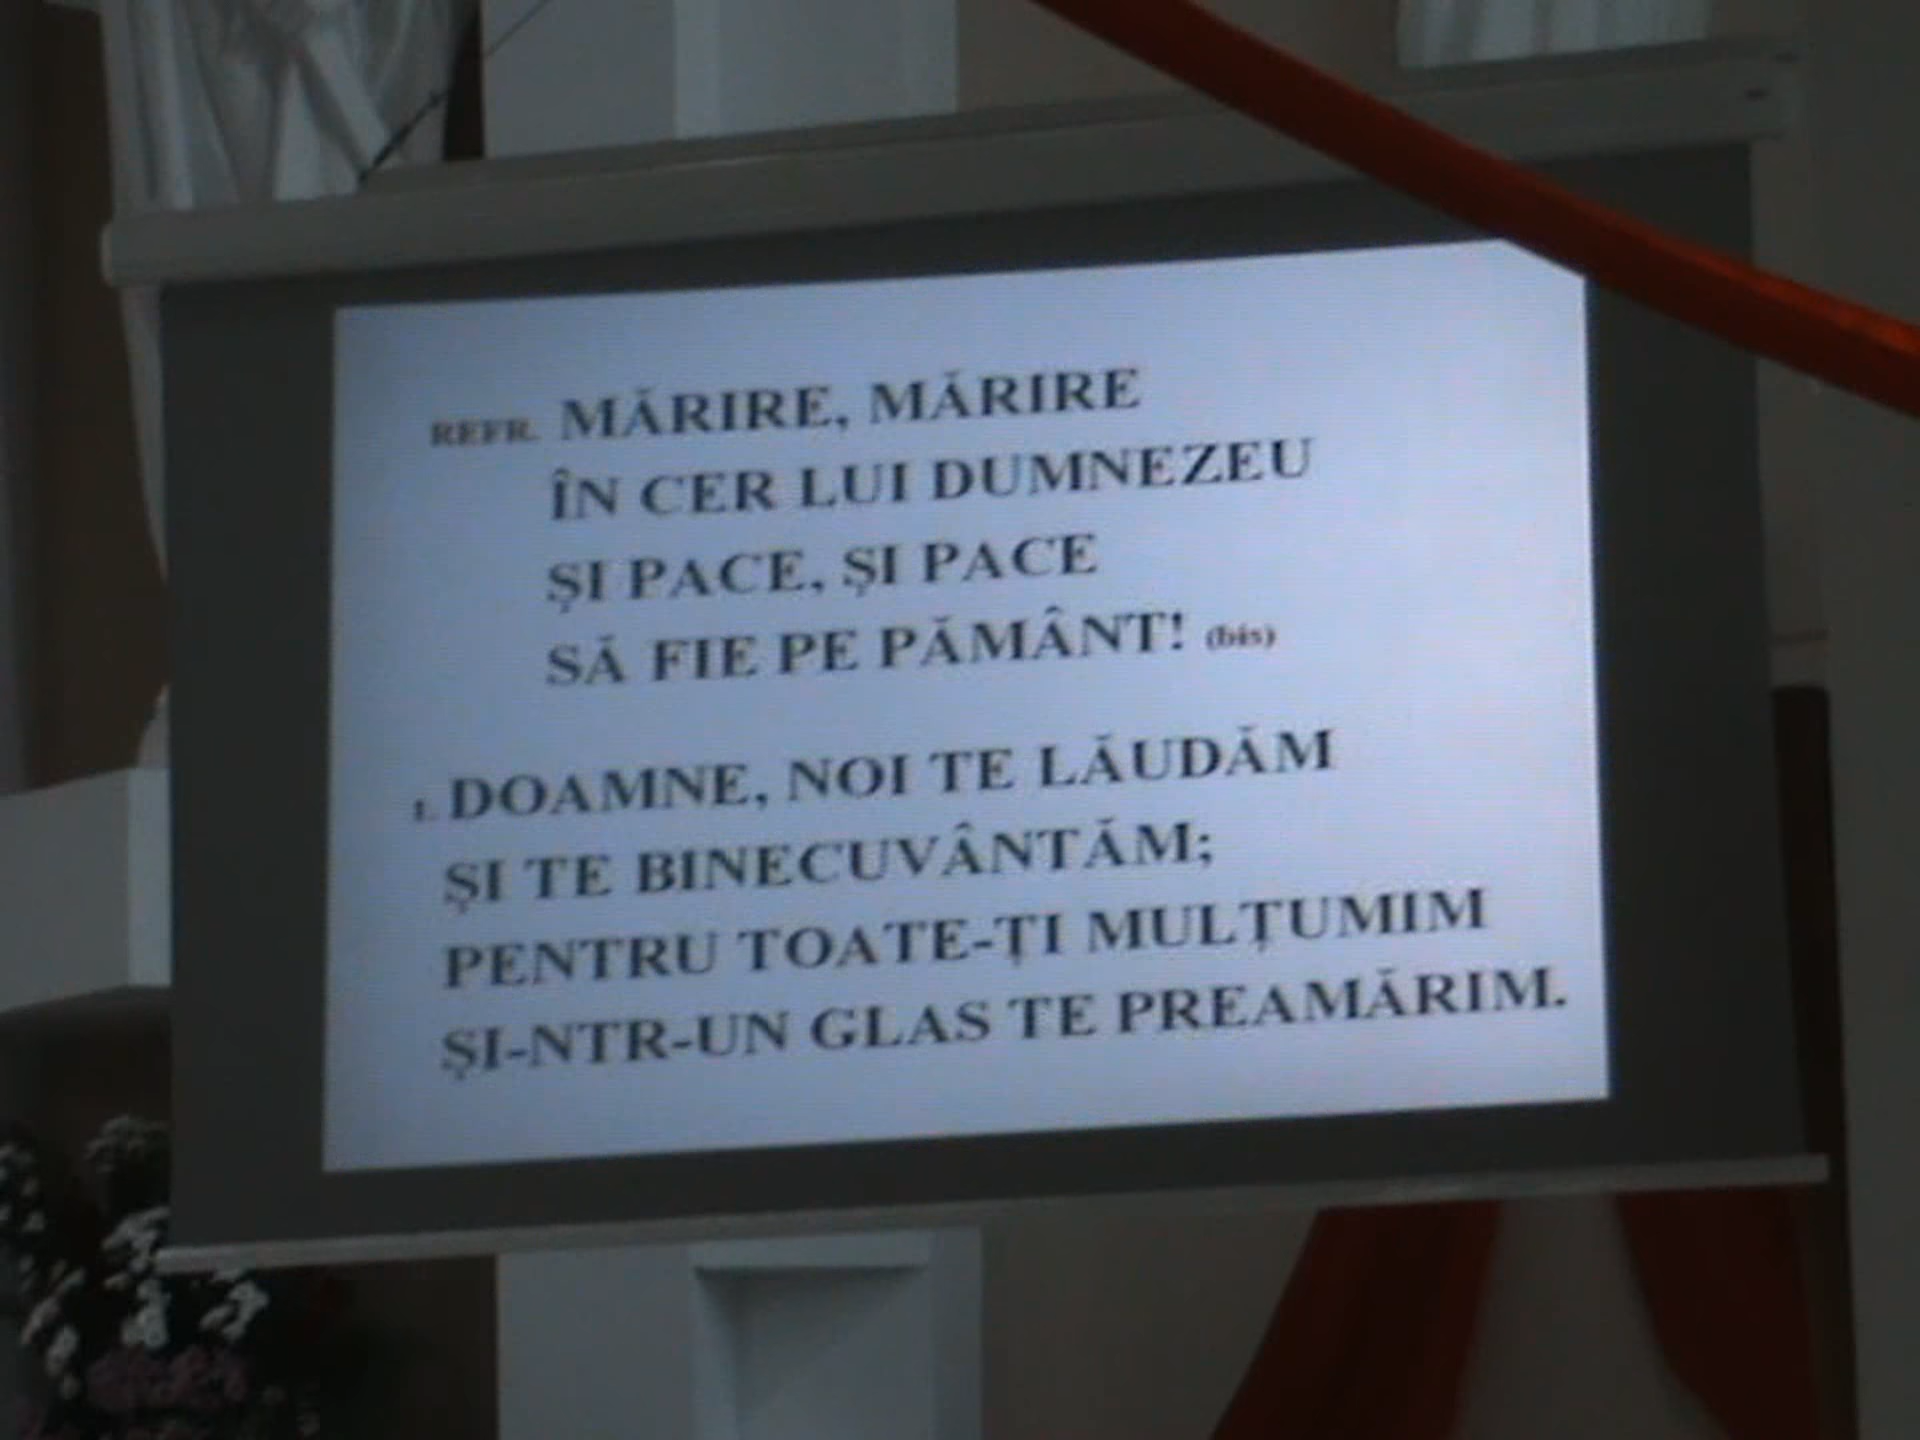 REFR. MĂRIRE, MĂRIRE
ÎN CER LUI DUMNEZEU
ȘI PACE, ȘI PACE
SĂ FIE PE PĂMÂNT! (bis)
1. DOAMNE, NOI TE LĂUDĂM
ȘI TE BINECUVÂNTĂM;
PENTRU TOATE-ȚI MULȚUMIM
ȘI-NTR-UN GLAS TE PREAMĂRIM.